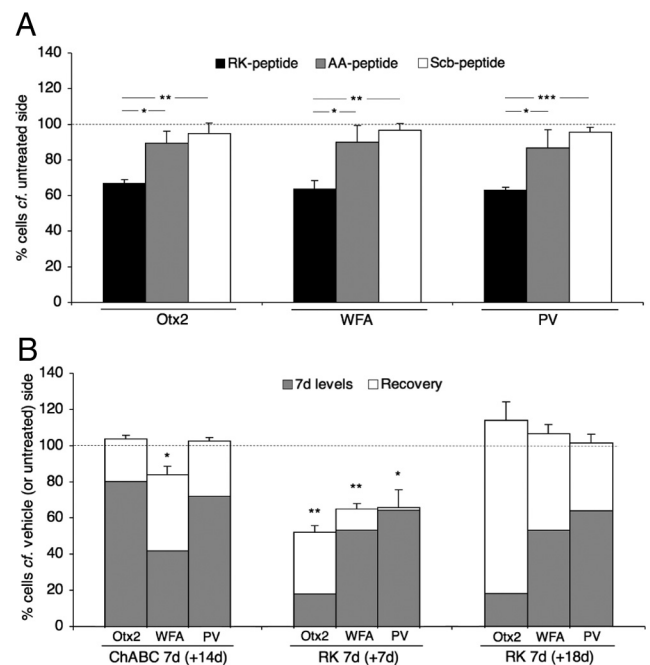 A
140
120
100
80
60
40
20
0
% cells cf. untreated side
RK-peptide AA-peptide Scb-peptide
** ** ***
* * *
Otx2 WFA PV
B
140
120
100
80
60
40
20
0
% cells cf. vehicle (or untreated) side
7d levels Recovery
* ** ** *
Otx2 WFA PV Otx2 WFA PV Otx2 WFA PV
ChABC 7d (+14d) RK 7d (+7d) RK 7d (+18d)